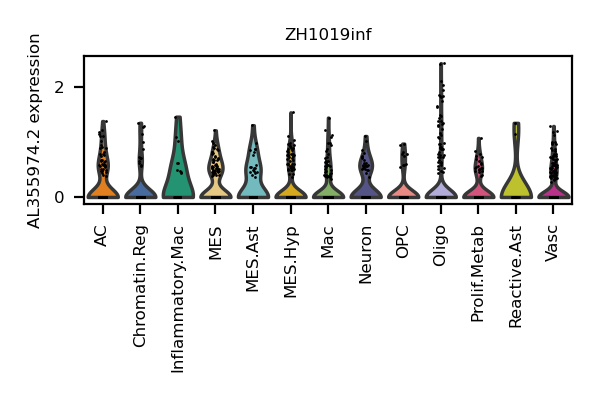 ZH1019inf
AL355974.2 expression
2
0
AC
Chromatin.Reg
Inflammatory.Mac
MES
MES.Ast
MES.Hyp
Mac
Neuron
OPC
Oligo
Prolif.Metab
Reactive.Ast
Vasc